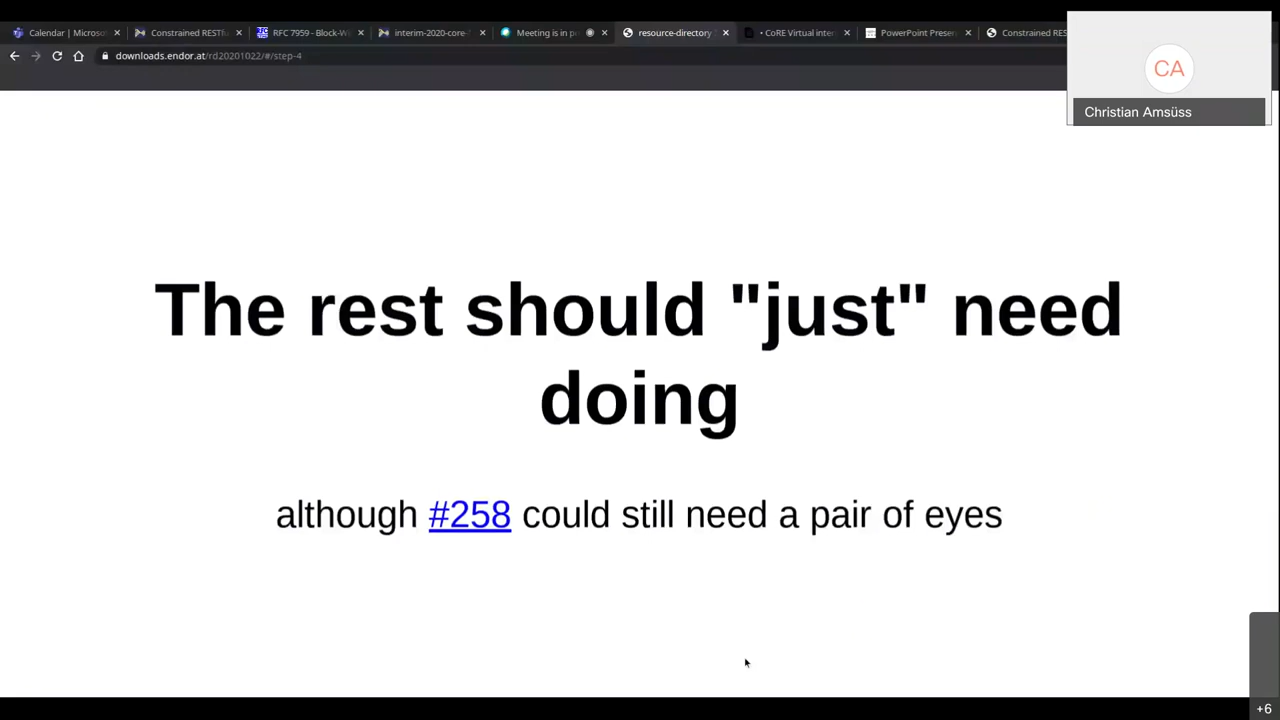 Calendar | Microso
Constrained RESTfu
RFC 7959 - Block-Wi
interim-2020-core-
Meeting is in p
resource-directory
• CoRE Virtual inter
PowerPoint Presen
Constrained RES
downloads.endor.at/rd20201022/#/step-4
CA
Christian Amsüss
The rest should "just" need
doing
although #258 could still need a pair of eyes
+6